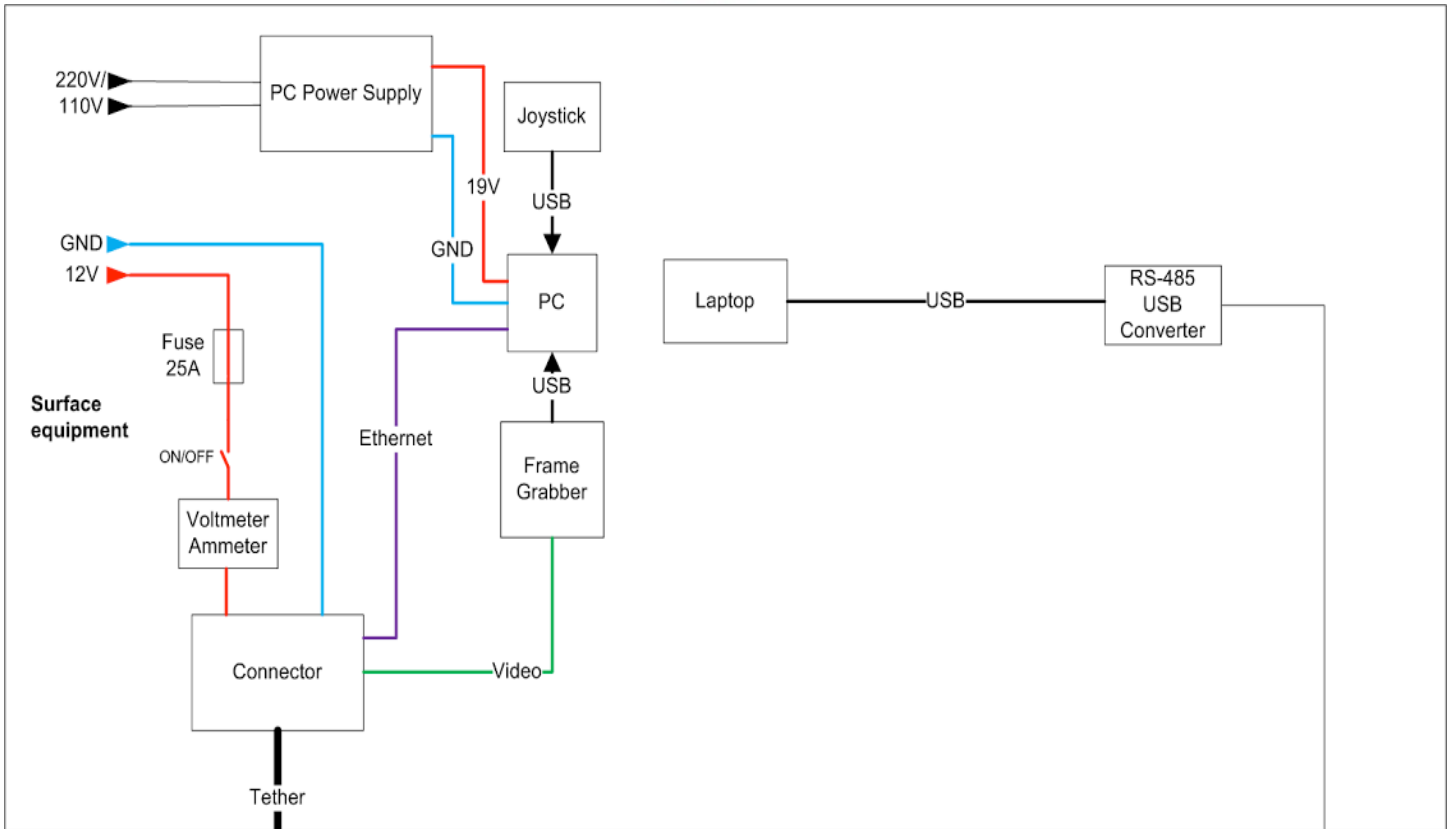 220V/
110V
PC Power Supply
Joystick
19V
USB
GND
GND
12V
PC
Laptop
USB
RS-485
USB
Converter
Fuse
25A
USB
Surface
equipment
Ethernet
ON/OFF
Frame
Grabber
Voltmeter
Ammeter
Connector
Video
Tether